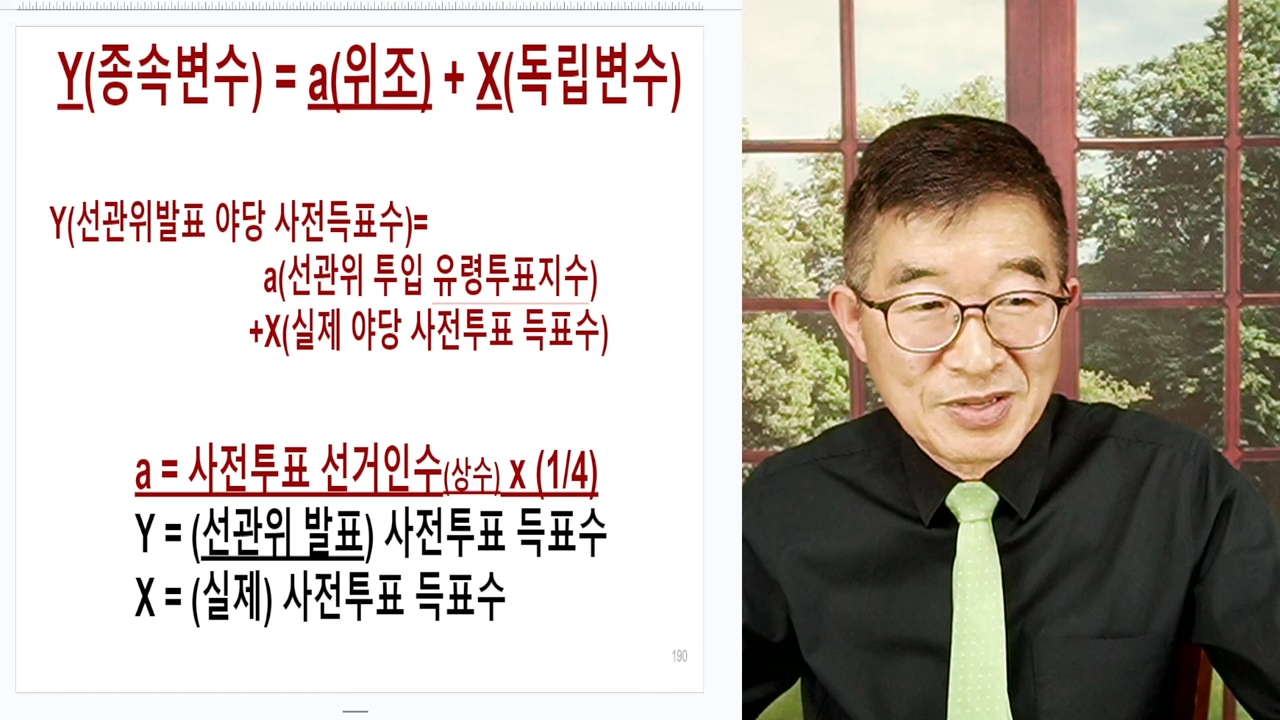 Y(종속변수) = a(위조) + X(독립변수)
Y(선관위발표 야당 사전득표수)=
a(선관위 투입 유령투표지수)
+X(실제 야당 사전투표 득표수)
a = 사전투표 선거인수(상수) x (1/4)
Y = (선관위 발표) 사전투표 득표수
X = (실제) 사전투표 득표수
190